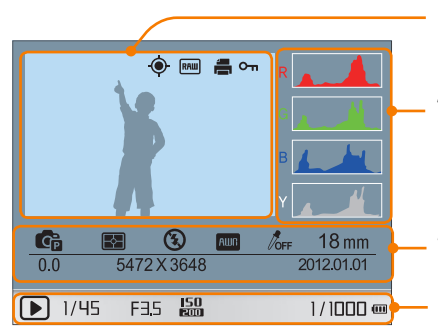 RAW
R
G
B
Y
P AWB OFF 18 mm
0.0 5472 X 3648 2012.01.01
1/45 F3.5 ISO 200 1/1000